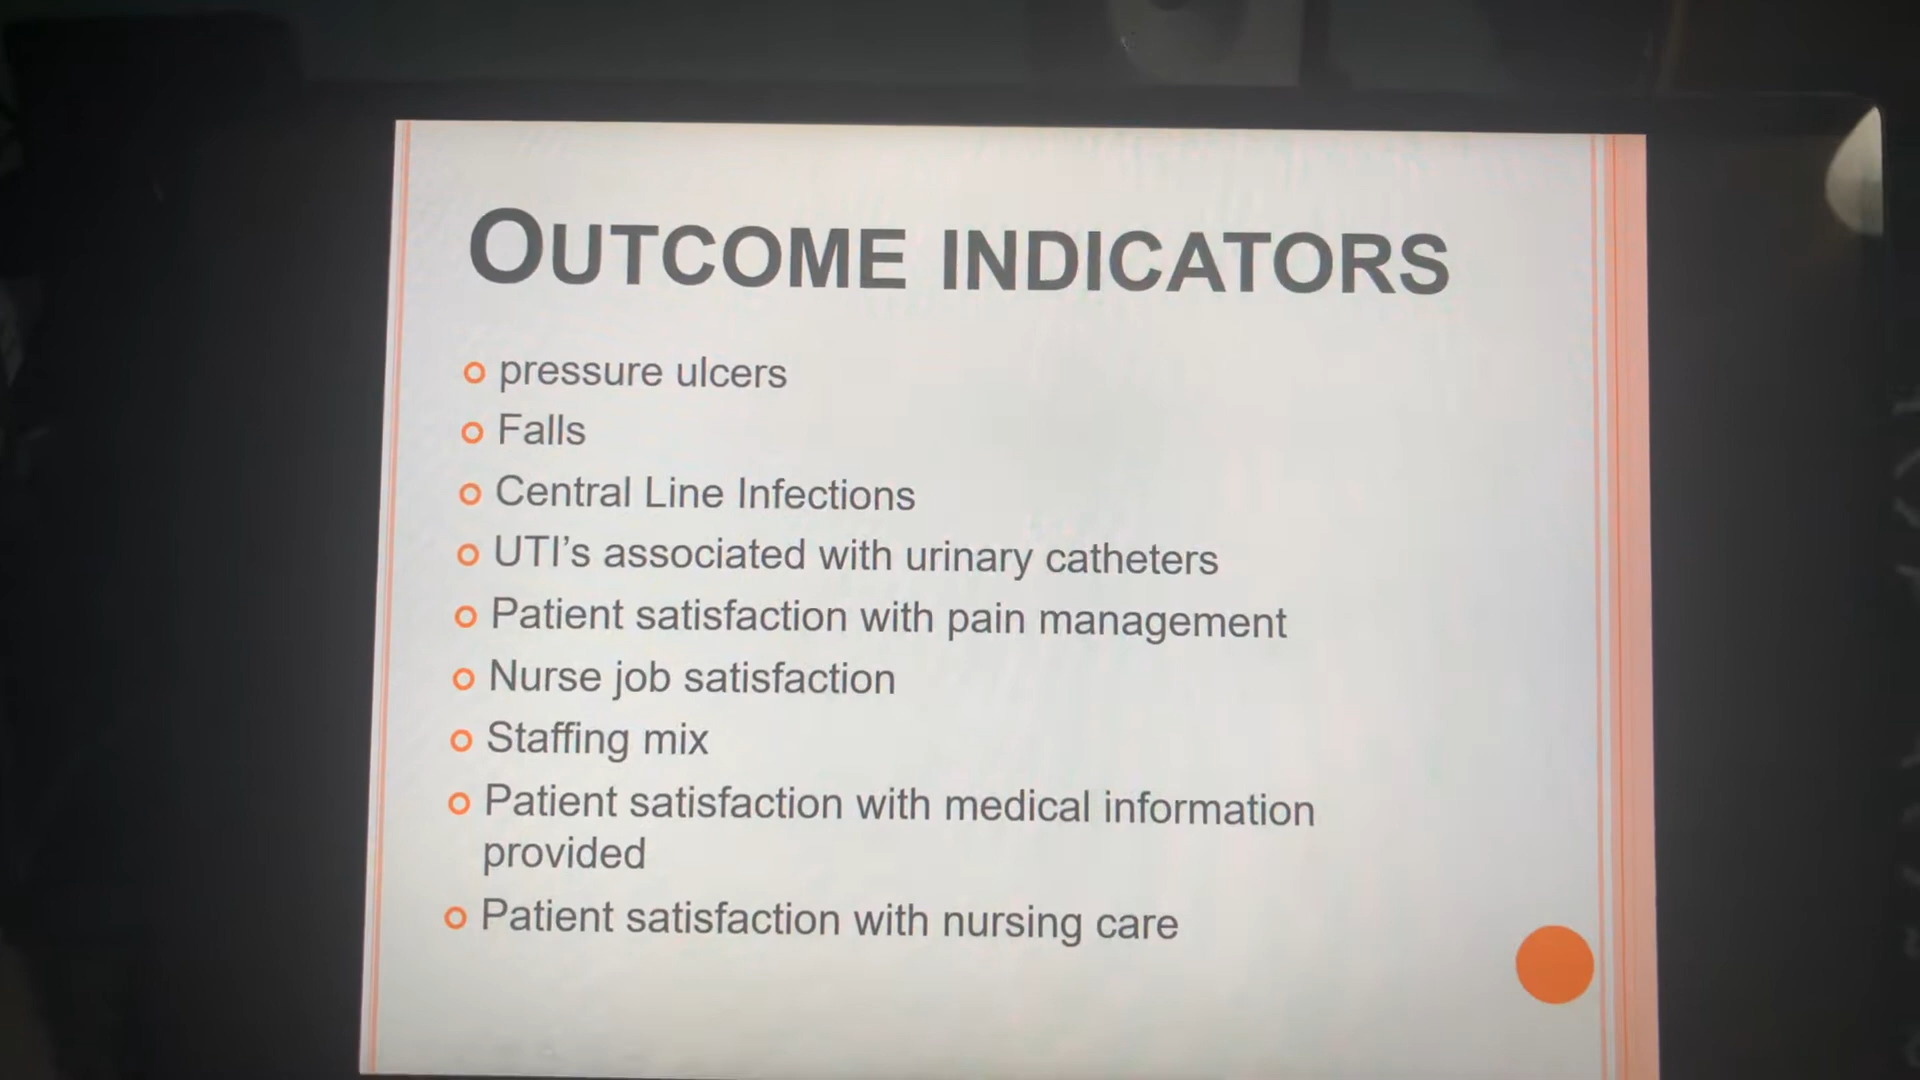 OUTCOME INDICATORS
pressure ulcers
Falls
Central Line Infections
UTI’s associated with urinary catheters
Patient satisfaction with pain management
Nurse job satisfaction
Staffing mix
Patient satisfaction with medical information
provided
Patient satisfaction with nursing care